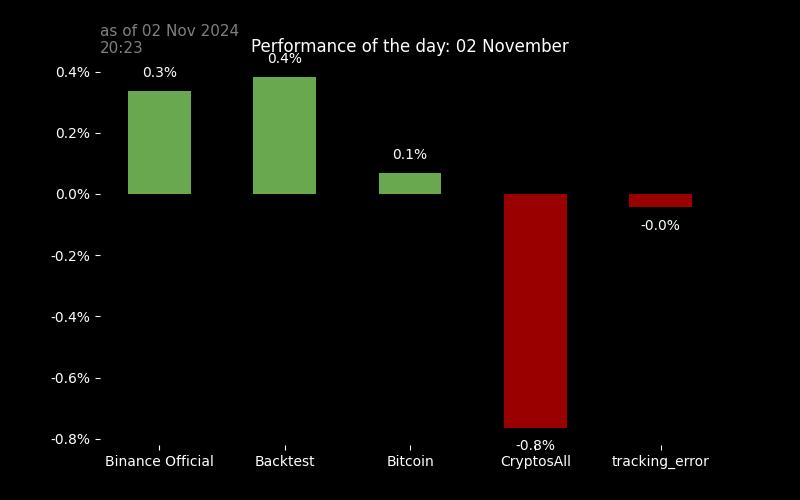 as of 02 Nov 2024
20:23
Performance of the day: 02 November
0.4%
0.2%
0.0%
-0.2%
-0.4%
-0.6%
-0.8%
0.3%
0.4%
0.1%
-0.8%
-0.0%
Binance Official
Backtest
Bitcoin
CryptosAll
tracking_error